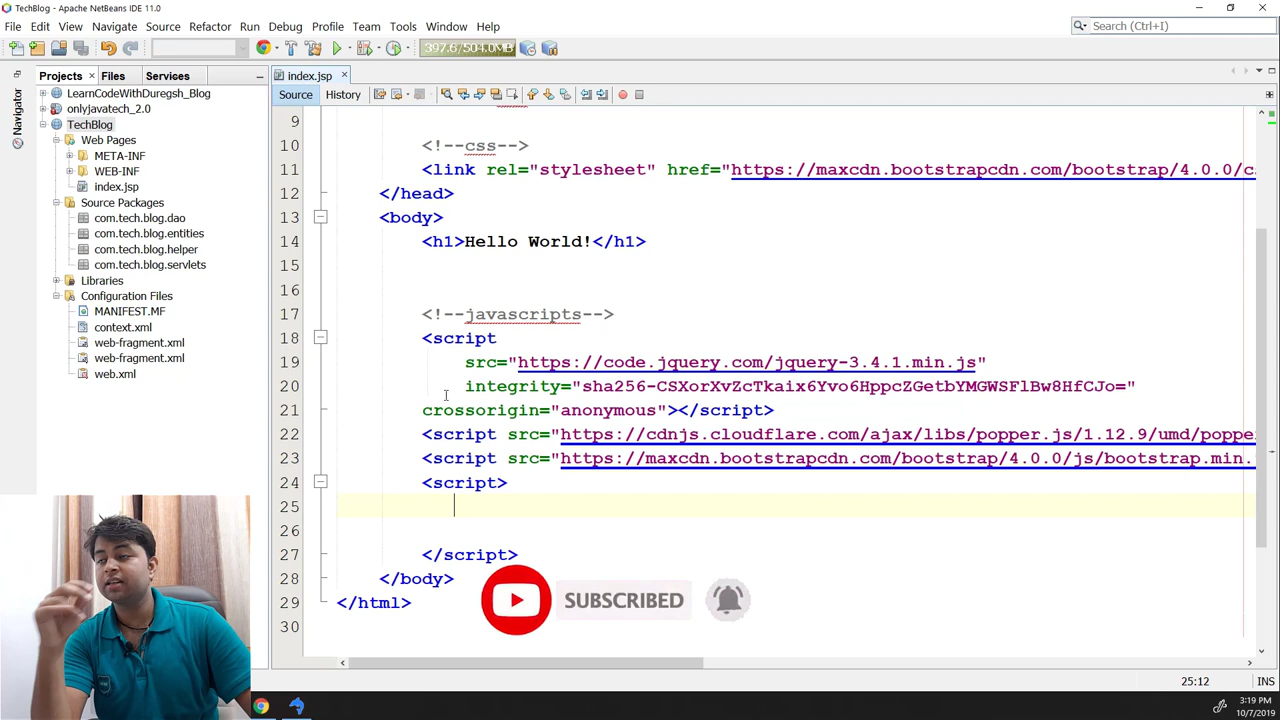 TechBlog - Apache NetBeans IDE 11.0
File Edit View Navigate Source Refactor Run Debug Profile Team Tools Window Help
Search (Ctrl+I)
397.6/504.0MB
Projects Files Services
index.jsp
Navigator
Source History
LearnCodeWithDuregsh_Blog
onlyjavatech_2.0
TechBlog
Web Pages
META-INF
WEB-INF
index.jsp
Source Packages
com.tech.blog.dao
com.tech.blog.entities
com.tech.blog.helper
com.tech.blog.servlets
Libraries
Configuration Files
MANIFEST.MF
context.xml
web-fragment.xml
web-fragment.xml
web.xml
9
10 <!--css-->
11 <link rel="stylesheet" href="https://maxcdn.bootstrapcdn.com/bootstrap/4.0.0/cs
12 </head>
13 <body>
14 <h1>Hello World!</h1>
15
16
17 <!--javascripts-->
18 <script
19 src="https://code.jquery.com/jquery-3.4.1.min.js"
20 integrity="sha256-CSXorXvZcTkaix6Yvo6HppcZGetbYMGWSFlBw8HfCJo="
21 crossorigin="anonymous"></script>
22 <script src="https://cdnjs.cloudflare.com/ajax/libs/popper.js/1.12.9/umd/poppe
23 <script src="https://maxcdn.bootstrapcdn.com/bootstrap/4.0.0/js/bootstrap.min.
24 <script>
25
26
27 </script>
28 </body>
29 </html>
30
SUBSCRIBED
25:12 INS
3:19 PM
10/7/2019